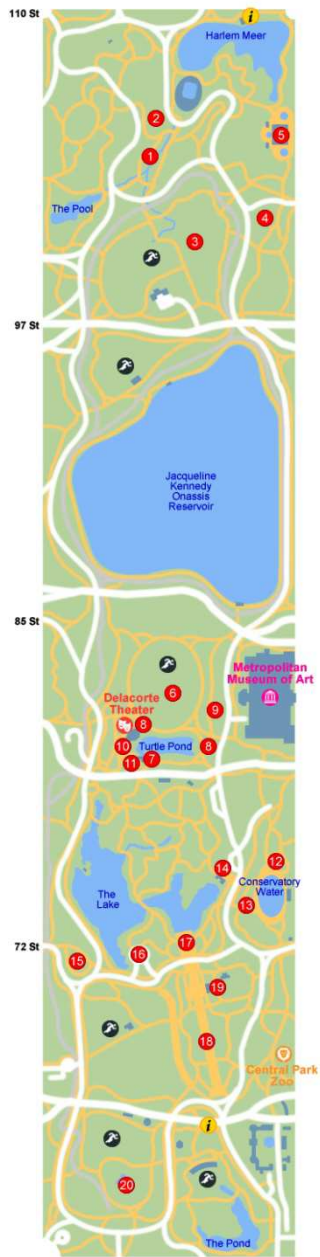 110 St
i
Harlem Meer
2
5
1
The Pool
4
3
97 St
Jacqueline
Kennedy
Onassis
Reservoir
85 St
Metropolitan
Museum of Art
6
Delacorte
Theater
9
8
10
Turtle Pond
8
11
7
12
14
Conservatory
Water
The
Lake
13
72 St
17
16
15
19
18
Central Park
Zoo
i
20
The Pond